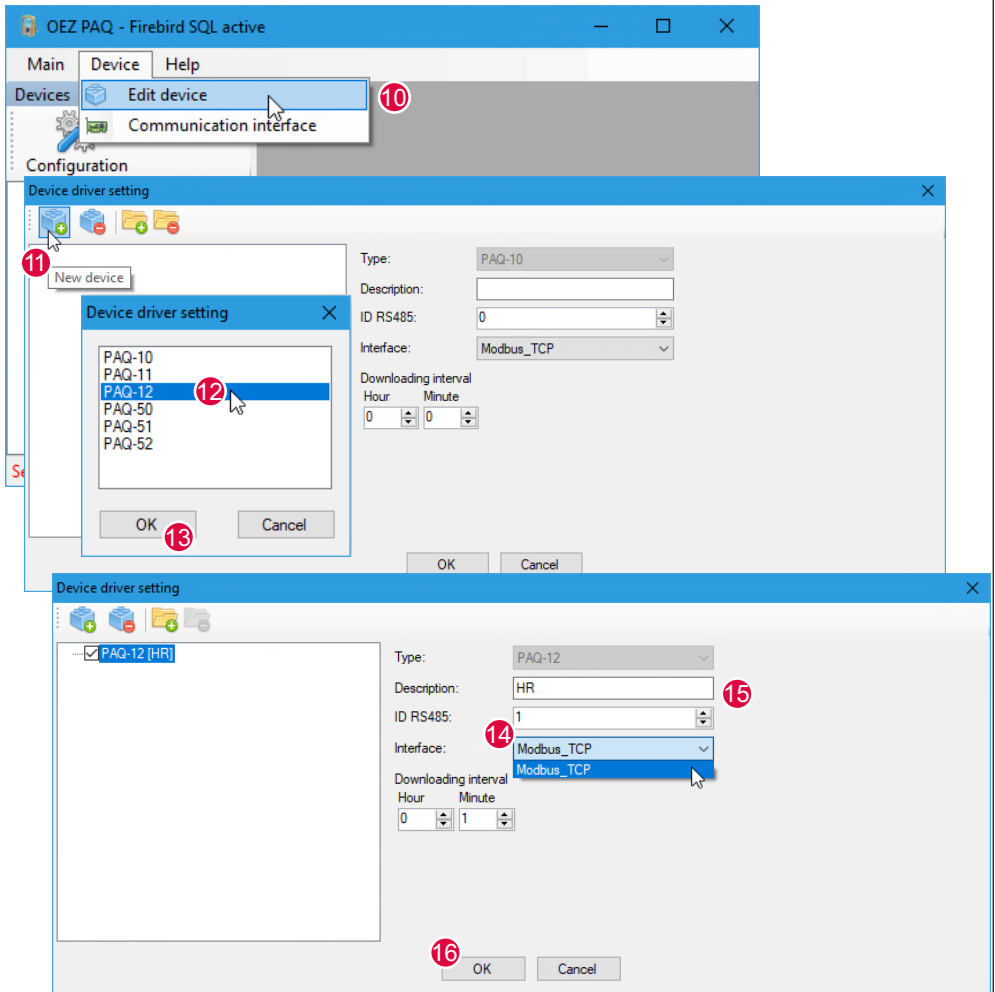 OEZ PAQ - Firebird SQL active
Main Device Help
Devices
Edit device
10
Communication interface
Configuration
Device driver setting
11
New device
Type: PAQ-10
Description:
ID RS485: 0
Interface: Modbus_TCP
Downloading interval
Hour Minute
0 0
Device driver setting
PAQ-10
PAQ-11
PAQ-12
12
PAQ-50
PAQ-51
PAQ-52
OK Cancel
13
Se
OK Cancel
Device driver setting
PAQ-12 [HR]
Type: PAQ-12
Description: HR
15
ID RS485: 1
14
Interface: Modbus_TCP
Modbus_TCP
Downloading interval
Hour Minute
0 1
16
OK Cancel